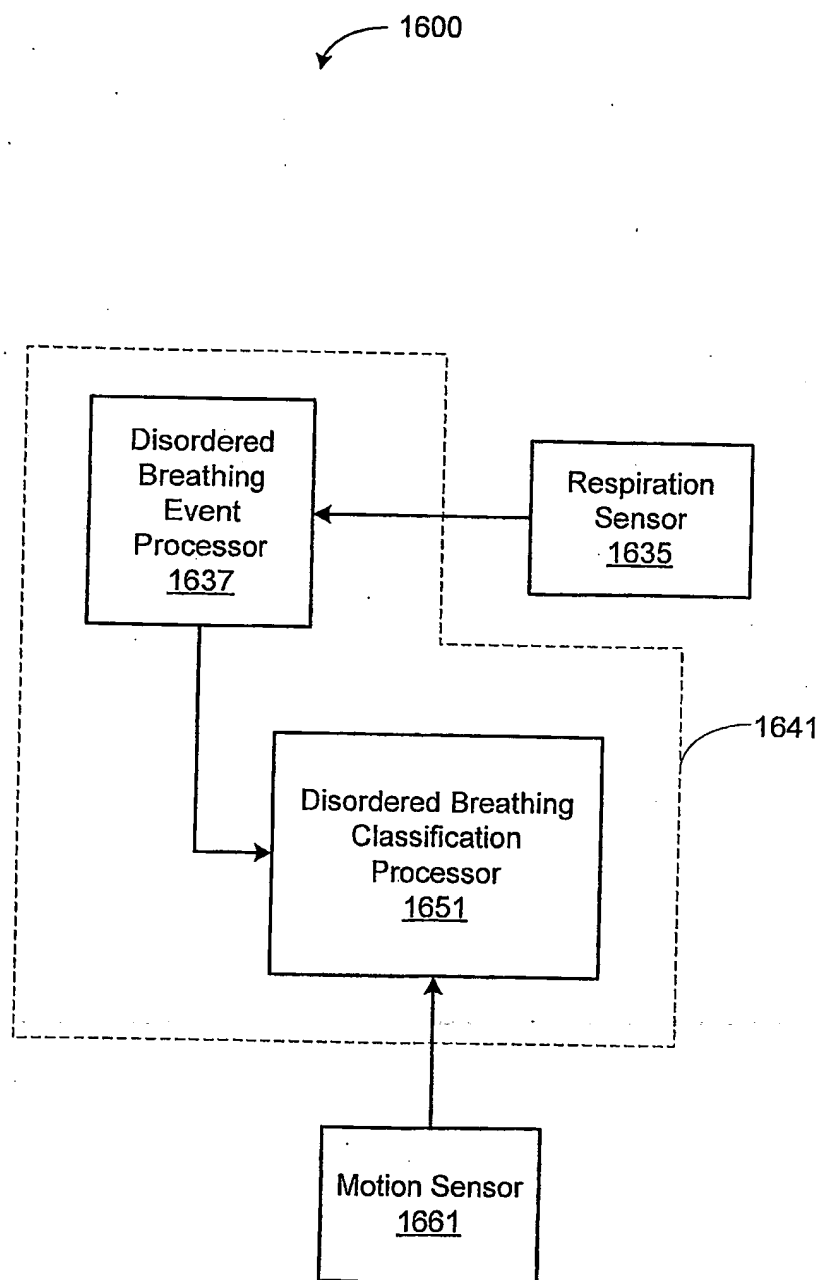 1600
Disordered
Breathing
Event
Processor
1637
Respiration
Sensor
1635
1641
Disordered Breathing
Classification
Processor
1651
Motion Sensor
1661